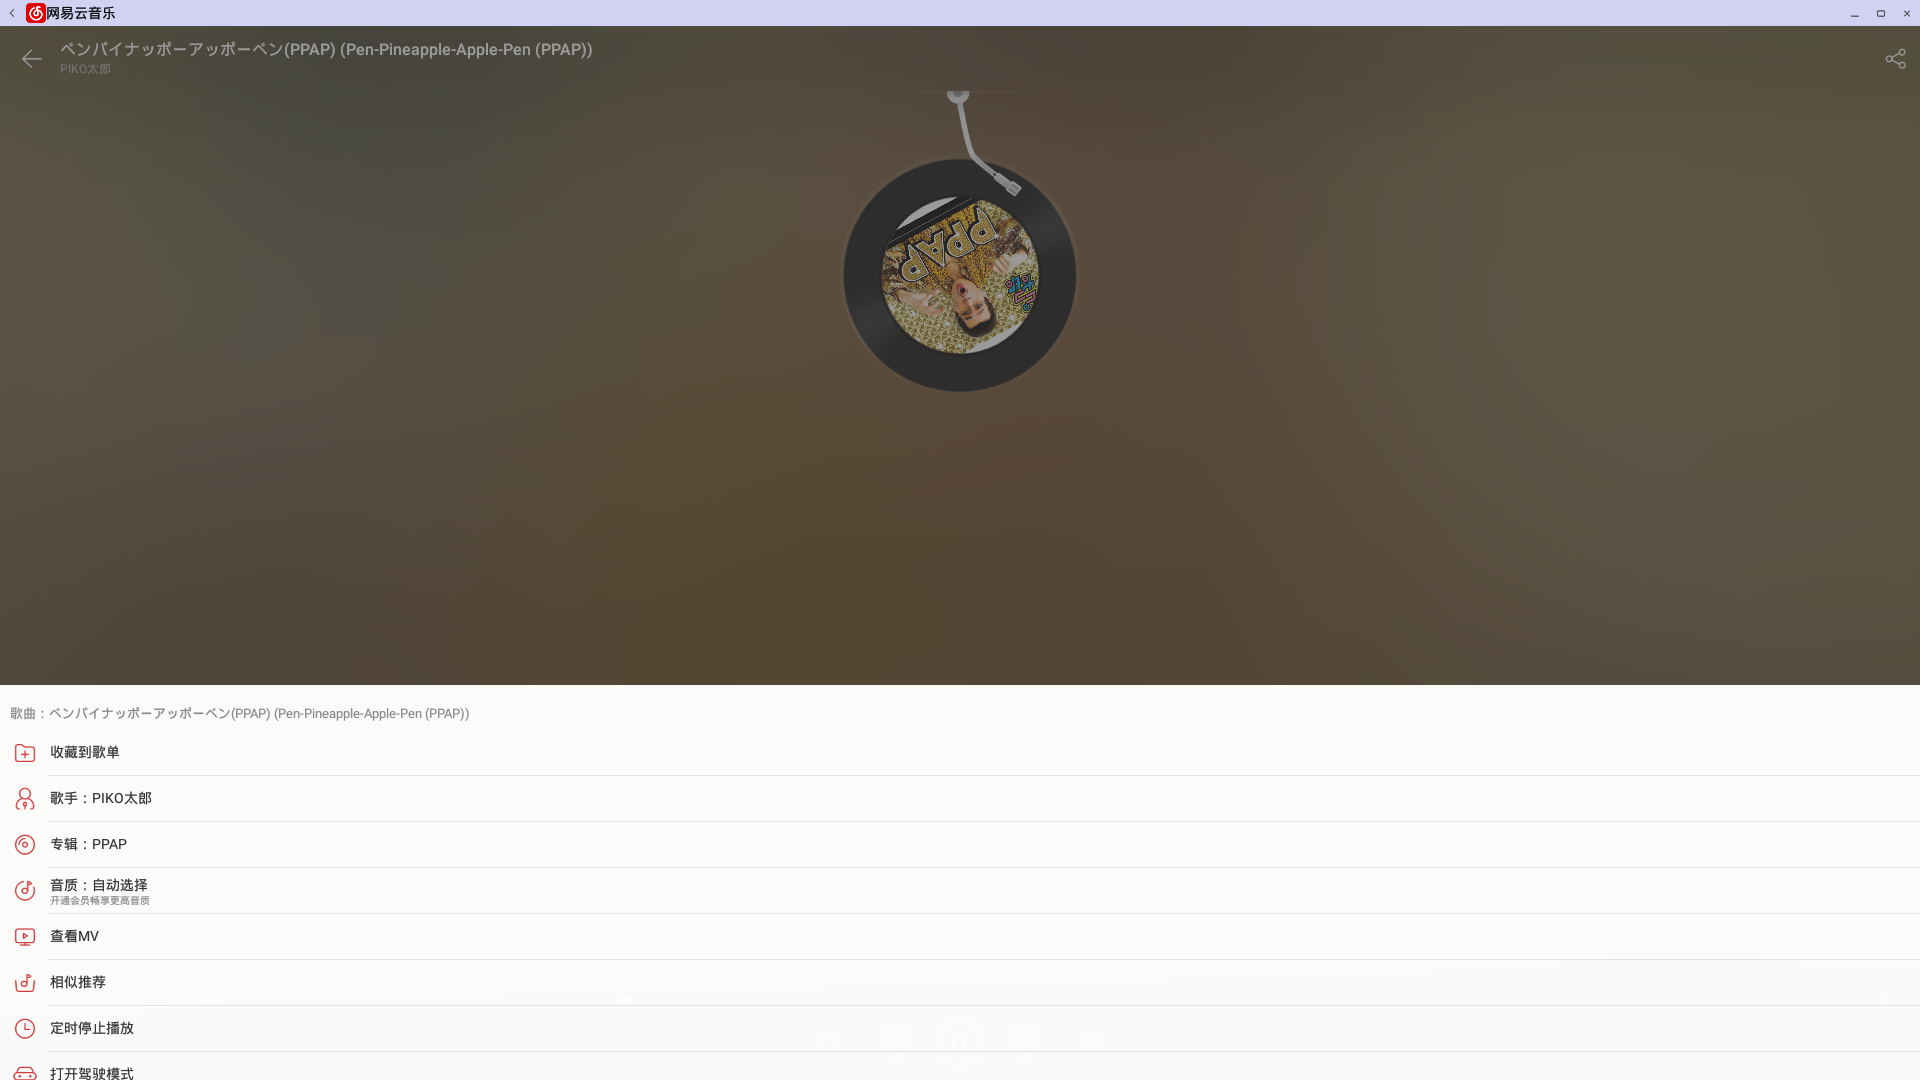 网易云音乐
ペンパイナッポーアッポーペン(PPAP) (Pen-Pineapple-Apple-Pen (PPAP))
PIKO太郎
PPAP
歌曲：ペンパイナッポーアッポーペン(PPAP) (Pen-Pineapple-Apple-Pen (PPAP))
收藏到歌单
歌手：PIKO太郎
专辑：PPAP
音质：自动选择
开通会员畅享更高音质
查看MV
相似推荐
定时停止播放
打开驾驶模式